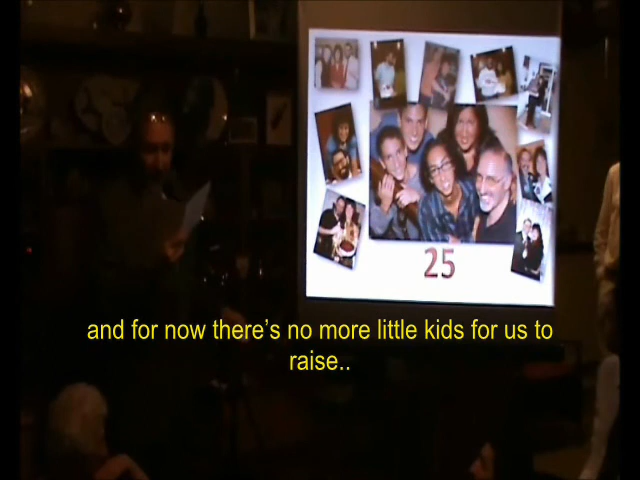 25
and for now there's no more little kids for us to
raise..